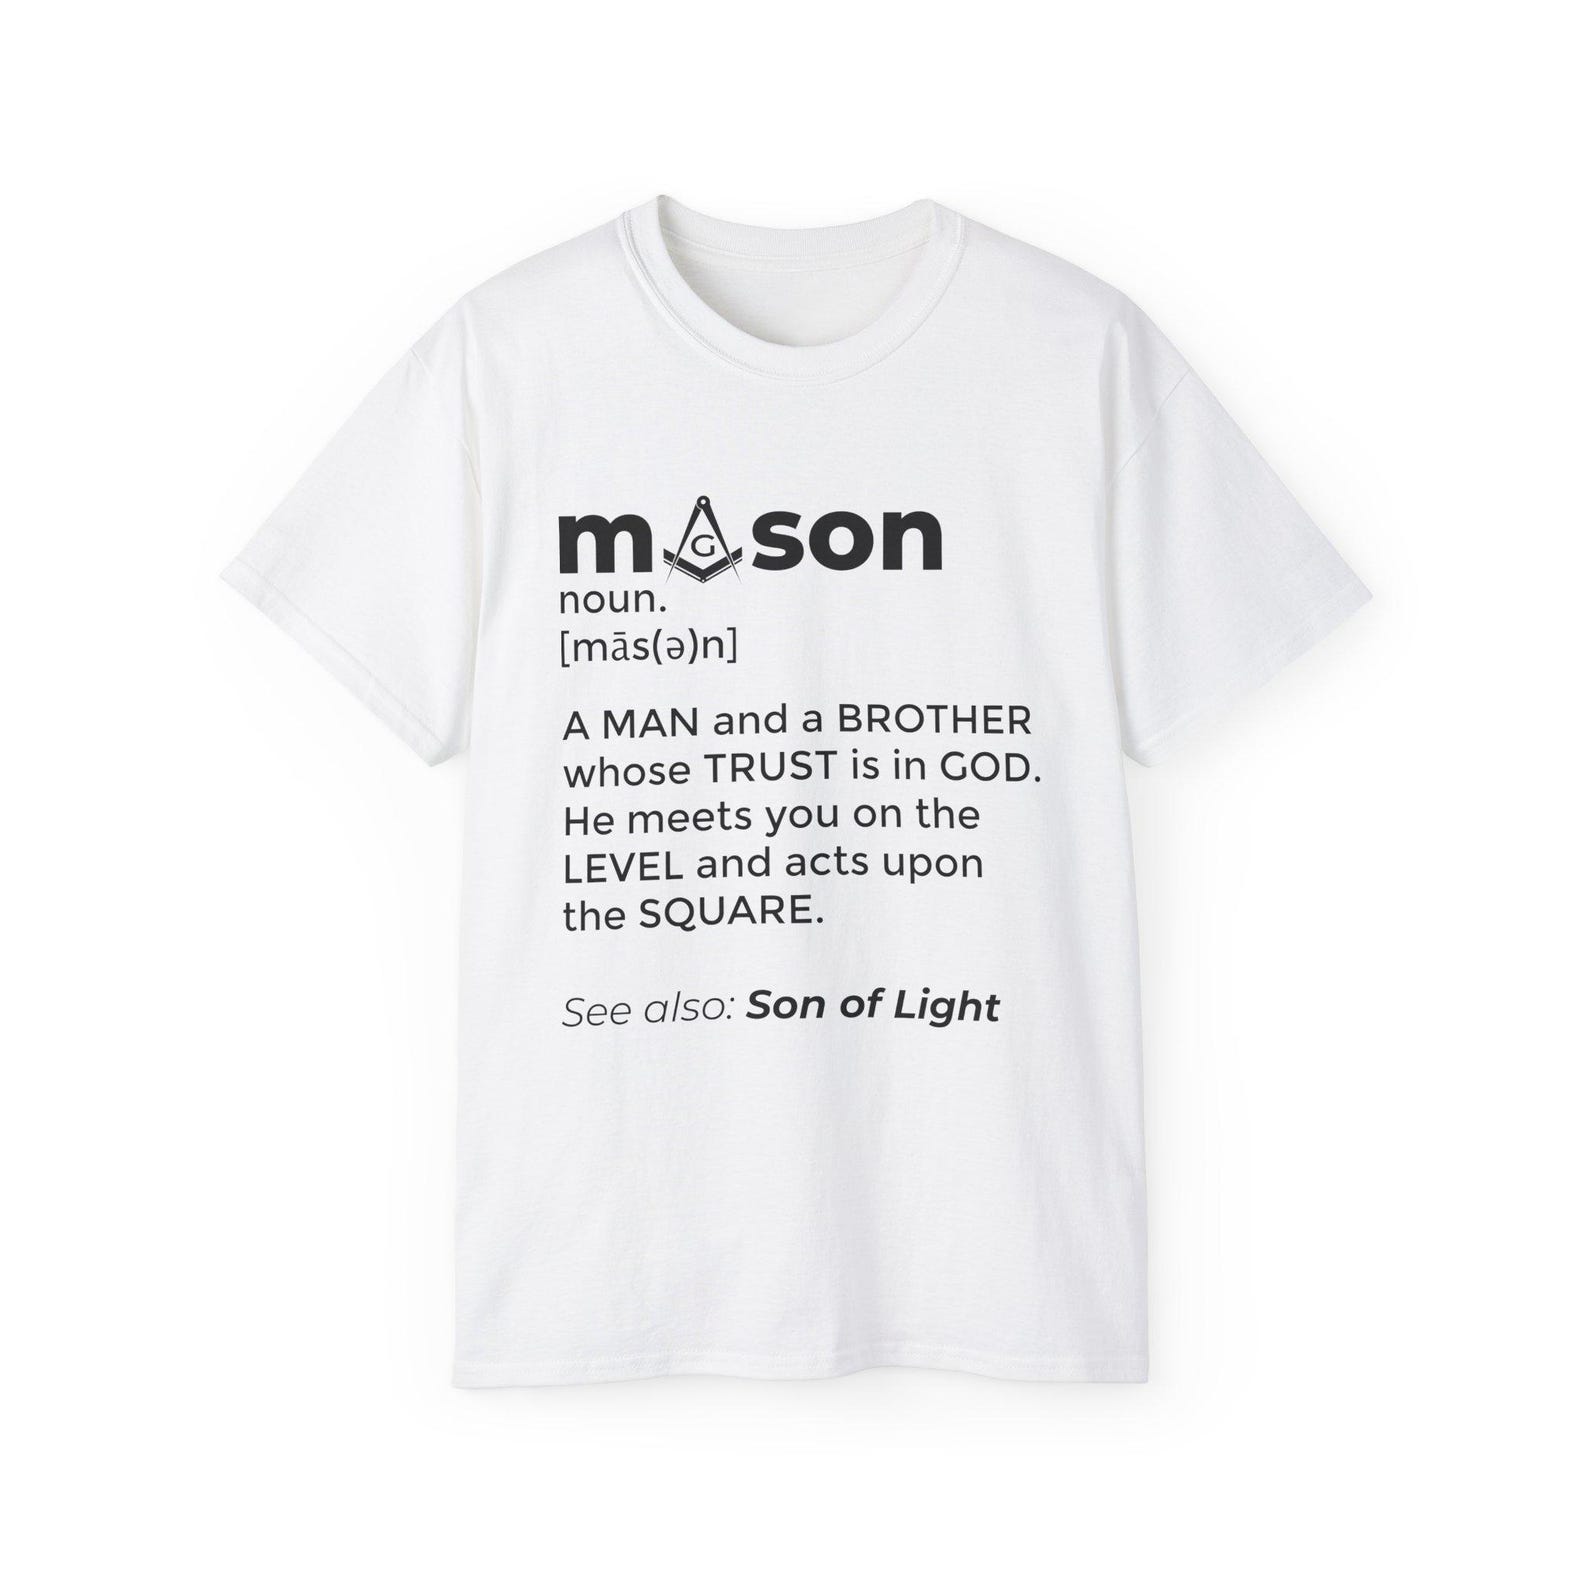 mason
noun.
[mās(ə)n]
A MAN and a BROTHER
whose TRUST is in GOD.
He meets you on the
LEVEL and acts upon
the SQUARE.
See also: Son of Light